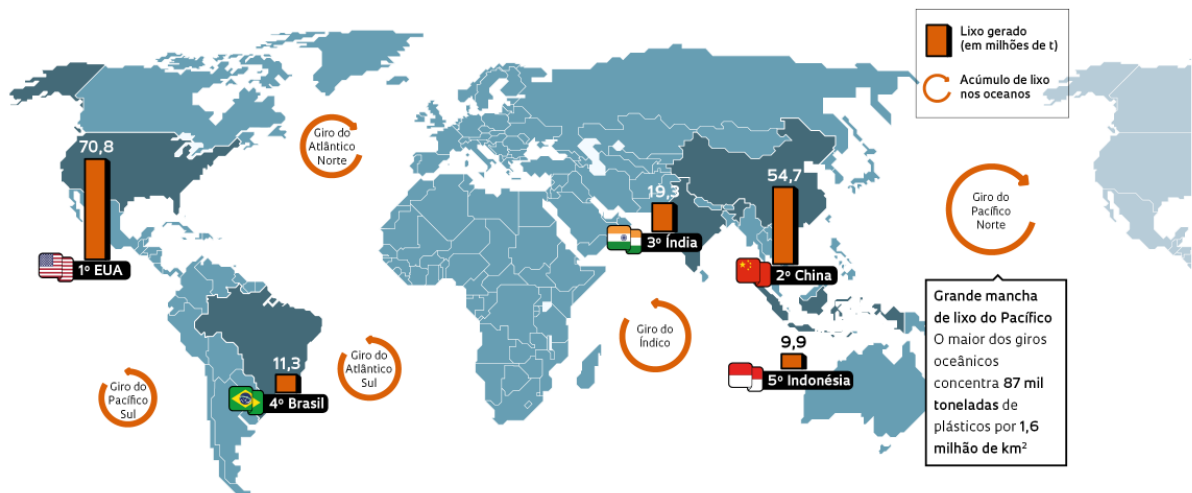 Lixo gerado
(em milhões de t)
Acúmulo de lixo
nos oceanos
Giro do
Atlântico
Norte
70,8
1º EUA
19,3
3º Índia
54,7
2º China
Giro do
Pacífico
Norte
Grande mancha
de lixo do Pacífico
O maior dos giros
oceânicos
concentra 87 mil
toneladas de
plásticos por 1,6
milhão de km²
Giro do
Índico
9,9
5º Indonésia
11,3
4º Brasil
Giro do
Atlântico
Sul
Giro do
Pacífico
Sul